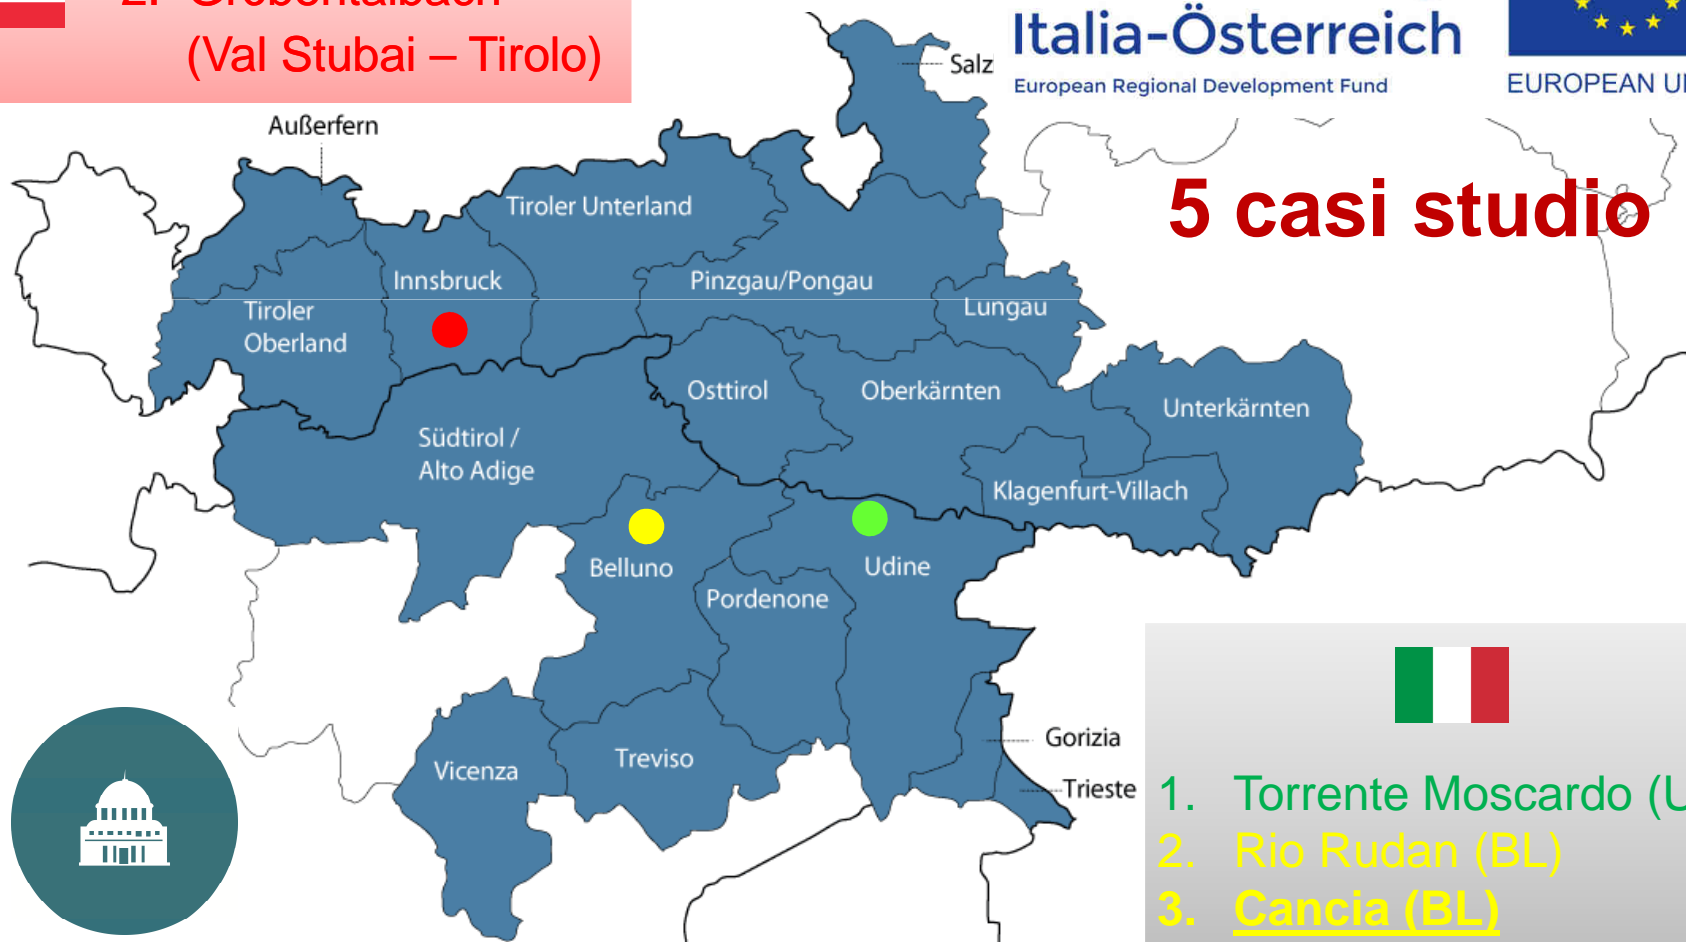 2. Grobentalbach
(Val Stubai – Tirolo)
Italia-Österreich
European Regional Development Fund
EUROPEAN
Salz
Außerfern
5 casi studio
Tiroler Unterland
Innsbruck
Pinzgau/Pongau
Tiroler
Oberland
Lungau
Osttirol
Oberkärnten
Unterkärnten
Südtirol /
Alto Adige
Klagenfurt-Villach
Belluno
Udine
Pordenone
Gorizia
Treviso
Vicenza
Trieste
1. Torrente Moscardo (U
2. Rio Rudan (BL)
3. Cancia (BL)